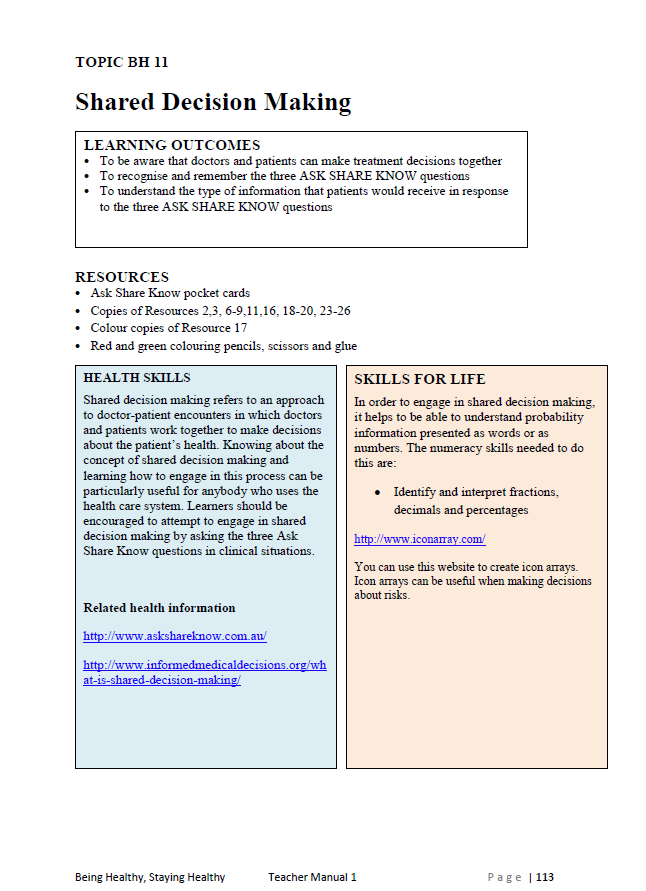 TOPIC BH 11
Shared Decision Making
LEARNING OUTCOMES
• To be aware that doctors and patients can make treatment decisions together
• To recognise and remember the three ASK SHARE KNOW questions
• To understand the type of information that patients would receive in response
to the three ASK SHARE KNOW questions
RESOURCES
• Ask Share Know pocket cards
• Copies of Resources 2,3, 6-9,11,16, 18-20, 23-26
• Colour copies of Resource 17
• Red and green colouring pencils, scissors and glue
HEALTH SKILLS
Shared decision making refers to an approach
to doctor-patient encounters in which doctors
and patients work together to make decisions
about the patient’s health. Knowing about the
concept of shared decision making and
learning how to engage in this process can be
particularly useful for anybody who uses the
health care system. Learners should be
encouraged to attempt to engage in shared
decision making by asking the three Ask
Share Know questions in clinical situations.
Related health information
http://www.askshareknow.com.au/
http://www.informedmedicaldecisions.org/wh
at-is-shared-decision-making/
SKILLS FOR LIFE
In order to engage in shared decision making,
it helps to be able to understand probability
information presented as words or as
numbers. The numeracy skills needed to do
this are:
• Identify and interpret fractions,
decimals and percentages
http://www.iconarray.com/
You can use this website to create icon arrays.
Icon arrays can be useful when making decisions
about risks.
Being Healthy, Staying Healthy Teacher Manual 1 Page | 113